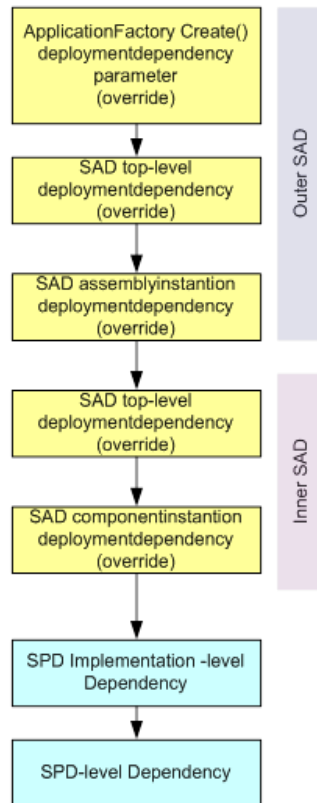 ApplicationFactory Create()
deploymentdependency
parameter
(override)
SAD top-level
deploymentdependency
(override)
SAD assemblyinstantion
deploymentdependency
(override)
Outer SAD
SAD top-level
deploymentdependency
(override)
SAD componentinstantion
deploymentdependency
(override)
Inner SAD
SPD Implementation -level
Dependency
SPD-level Dependency